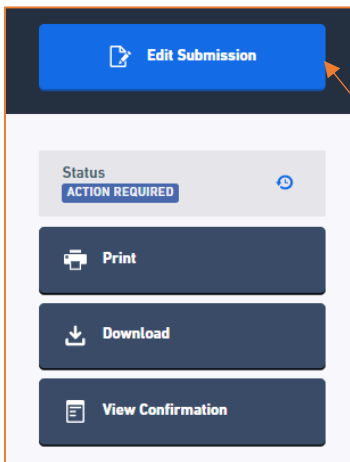 Edit Submission
Status
ACTION REQUIRED
Print
Download
View Confirmation